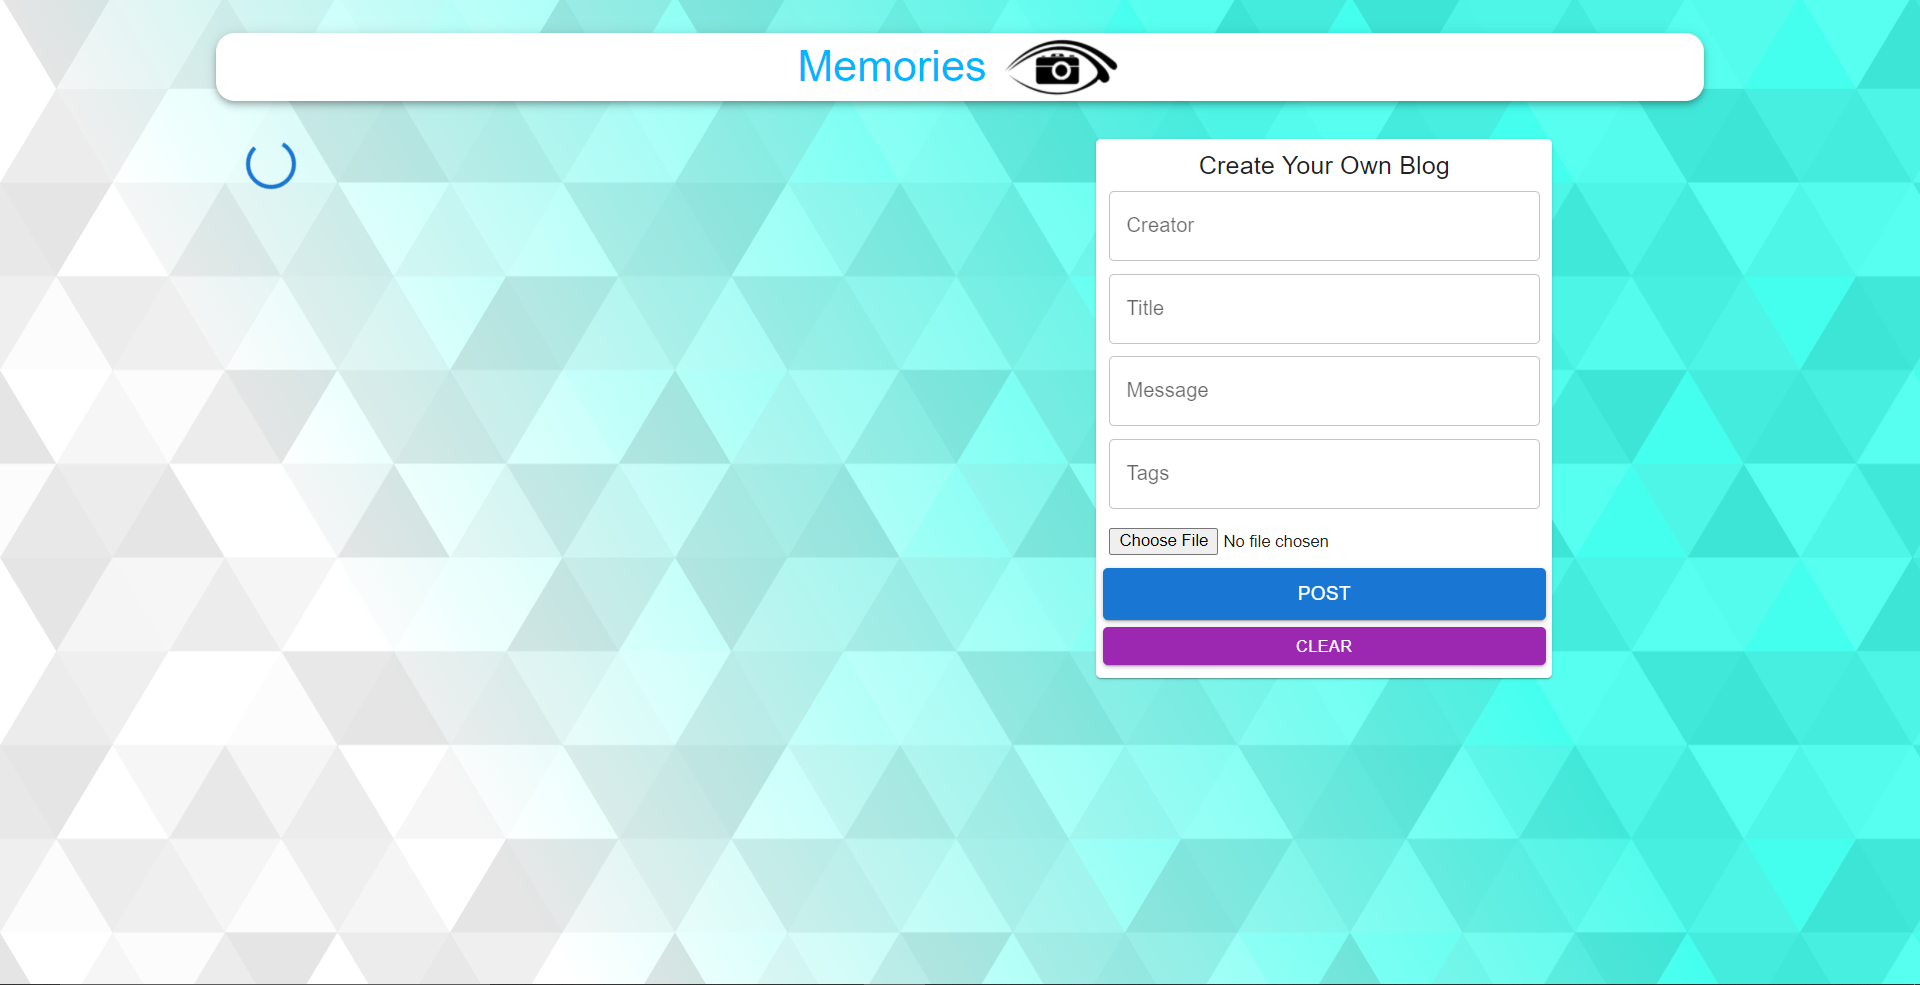 Memories
Create Your Own Blog
Creator
Title
Message
Tags
Choose File No file chosen
POST
CLEAR